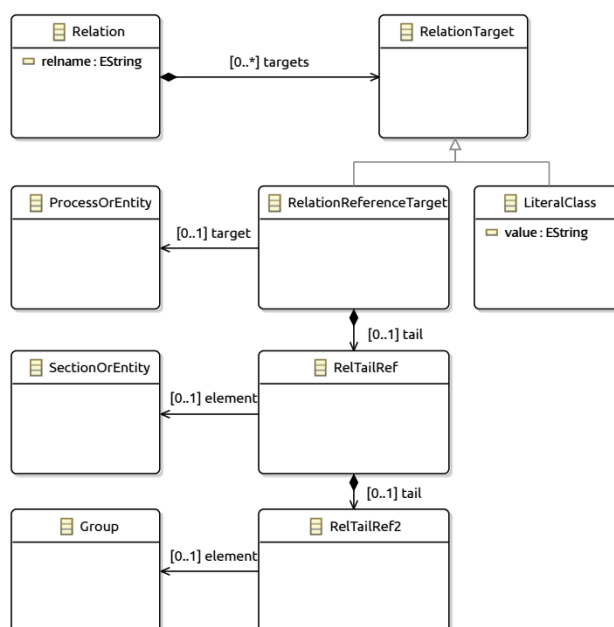 Relation
RelationTarget
relname : EString
[0..*] targets
ProcessOrEntity
RelationReferenceTarget
LiteralClass
[0..1] target
value : EString
[0..1] tail
SectionOrEntity
RelTailRef
[0..1] element
[0..1] tail
Group
RelTailRef2
[0..1] element